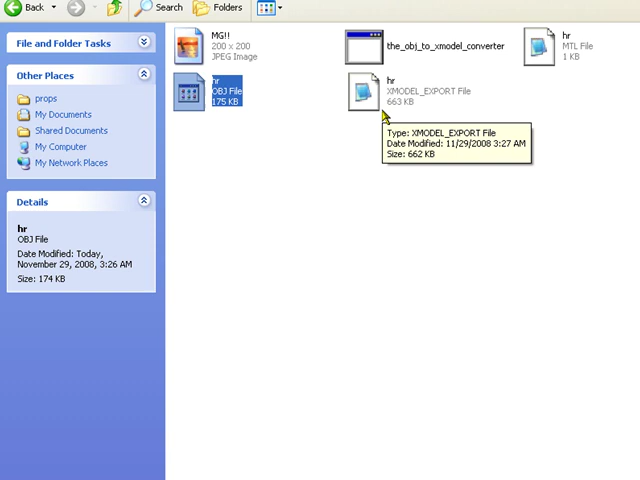 Back
Search
Folders
File and Folder Tasks
Other Places
props
My Documents
Shared Documents
My Computer
My Network Places
Details
hr
OBJ File
Date Modified: Today,
November 29, 2008, 3:26 AM
Size: 174 KB
MG!!
200 x 200
JPEG Image
the_obj_to_xmodel_converter
hr
MTL File
1 KB
hr
OBJ File
175 KB
hr
XMODEL_EXPORT File
663 KB
Type: XMODEL_EXPORT File
Date Modified: 11/29/2008 3:27 AM
Size: 662 KB